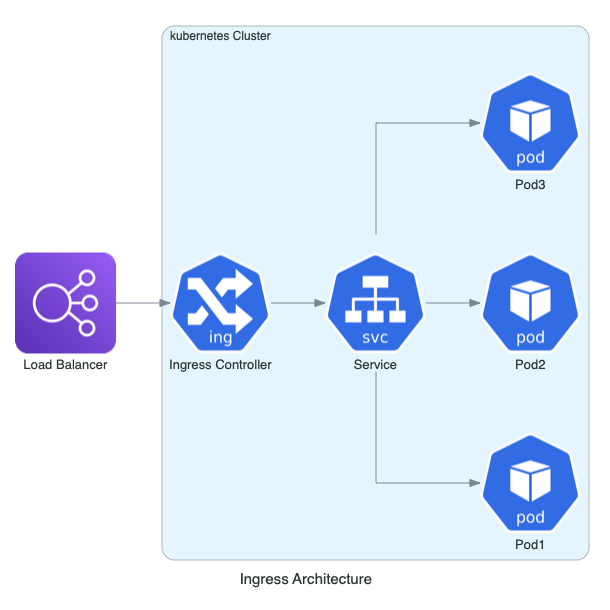 kubernetes Cluster
pod
Pod3
Load Balancer
ing
Ingress Controller
svc
Service
pod
Pod2
pod
Pod1
Ingress Architecture